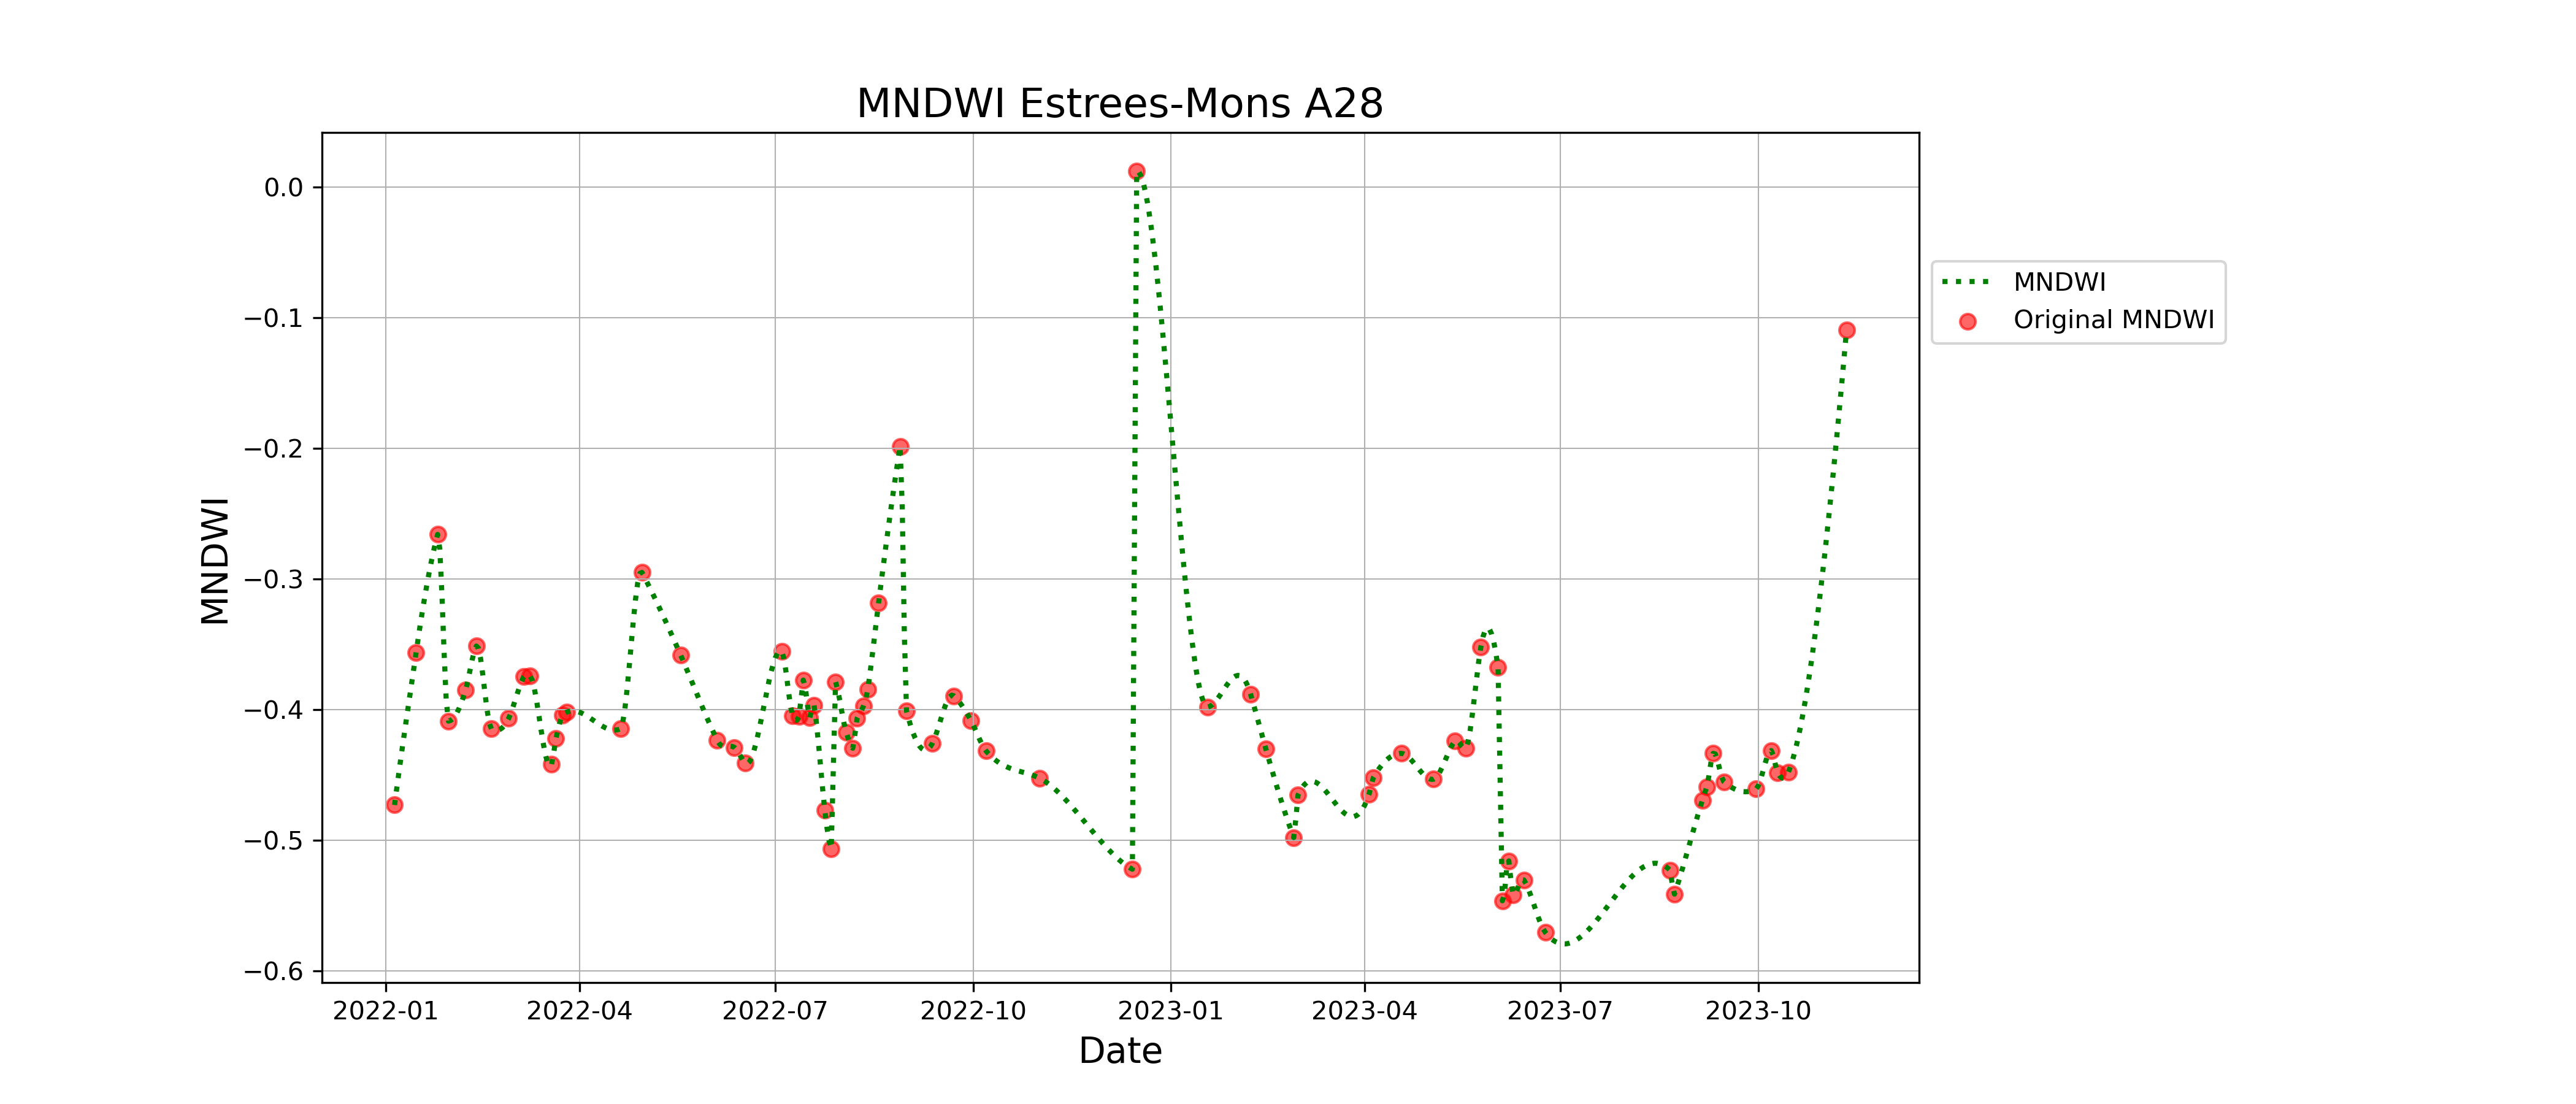 MNDWI Estrees-Mons A28
MNDWI
0.0
−0.1
−0.2
−0.3
−0.4
−0.5
−0.6
2022-01 2022-04 2022-07 2022-10 2023-01 2023-04 2023-07 2023-10
Date
MNDWI
Original MNDWI